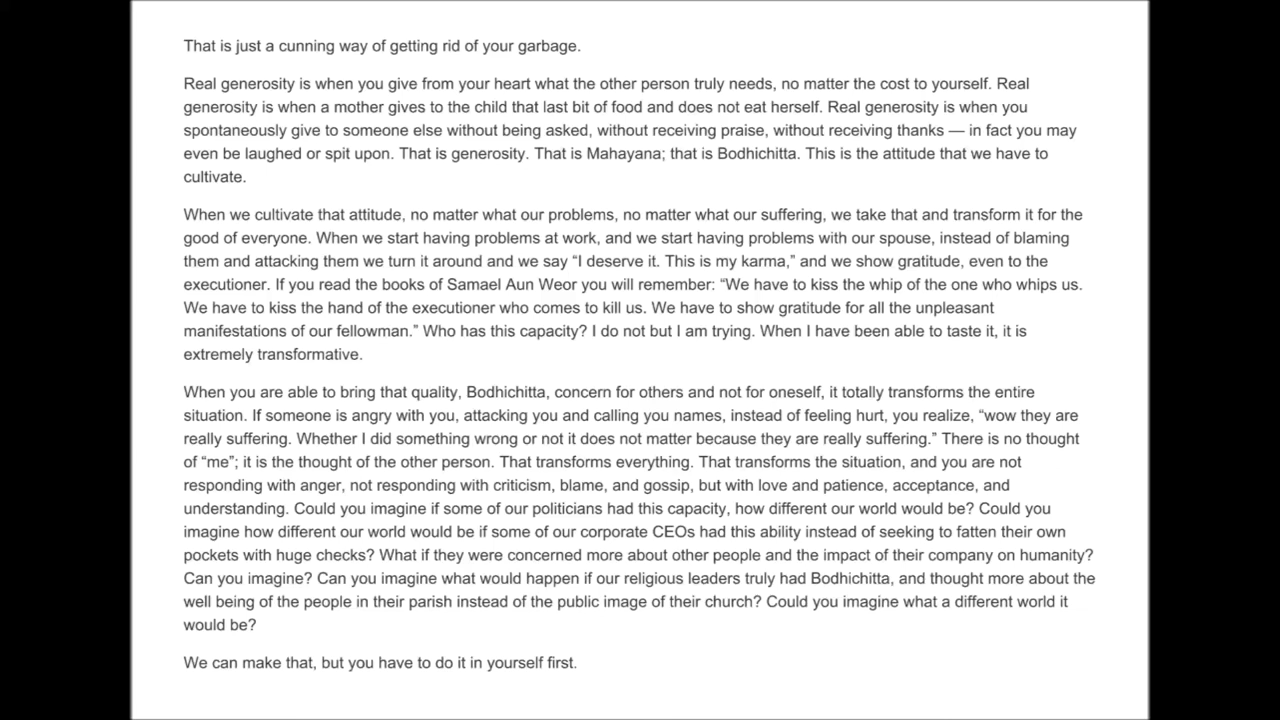 That is just a cunning way of getting rid of your garbage.
Real generosity is when you give from your heart what the other person truly needs, no matter the cost to yourself. Real
generosity is when a mother gives to the child that last bit of food and does not eat herself. Real generosity is when you
spontaneously give to someone else without being asked, without receiving praise, without receiving thanks — in fact you may
even be laughed or spit upon. That is generosity. That is Mahayana; that is Bodhichitta. This is the attitude that we have to
cultivate.
When we cultivate that attitude, no matter what our problems, no matter what our suffering, we take that and transform it for the
good of everyone. When we start having problems at work, and we start having problems with our spouse, instead of blaming
them and attacking them we turn it around and we say “I deserve it. This is my karma,” and we show gratitude, even to the
executioner. If you read the books of Samael Aun Weor you will remember: “We have to kiss the whip of the one who whips us.
We have to kiss the hand of the executioner who comes to kill us. We have to show gratitude for all the unpleasant
manifestations of our fellowman.” Who has this capacity? I do not but I am trying. When I have been able to taste it, it is
extremely transformative.
When you are able to bring that quality, Bodhichitta, concern for others and not for oneself, it totally transforms the entire
situation. If someone is angry with you, attacking you and calling you names, instead of feeling hurt, you realize, “wow they are
really suffering. Whether I did something wrong or not it does not matter because they are really suffering.” There is no thought
of “me”; it is the thought of the other person. That transforms everything. That transforms the situation, and you are not
responding with anger, not responding with criticism, blame, and gossip, but with love and patience, acceptance, and
understanding. Could you imagine if some of our politicians had this capacity, how different our world would be? Could you
imagine how different our world would be if some of our corporate CEOs had this ability instead of seeking to fatten their own
pockets with huge checks? What if they were concerned more about other people and the impact of their company on humanity?
Can you imagine? Can you imagine what would happen if our religious leaders truly had Bodhichitta, and thought more about the
well being of the people in their parish instead of the public image of their church? Could you imagine what a different world it
would be?
We can make that, but you have to do it in yourself first.